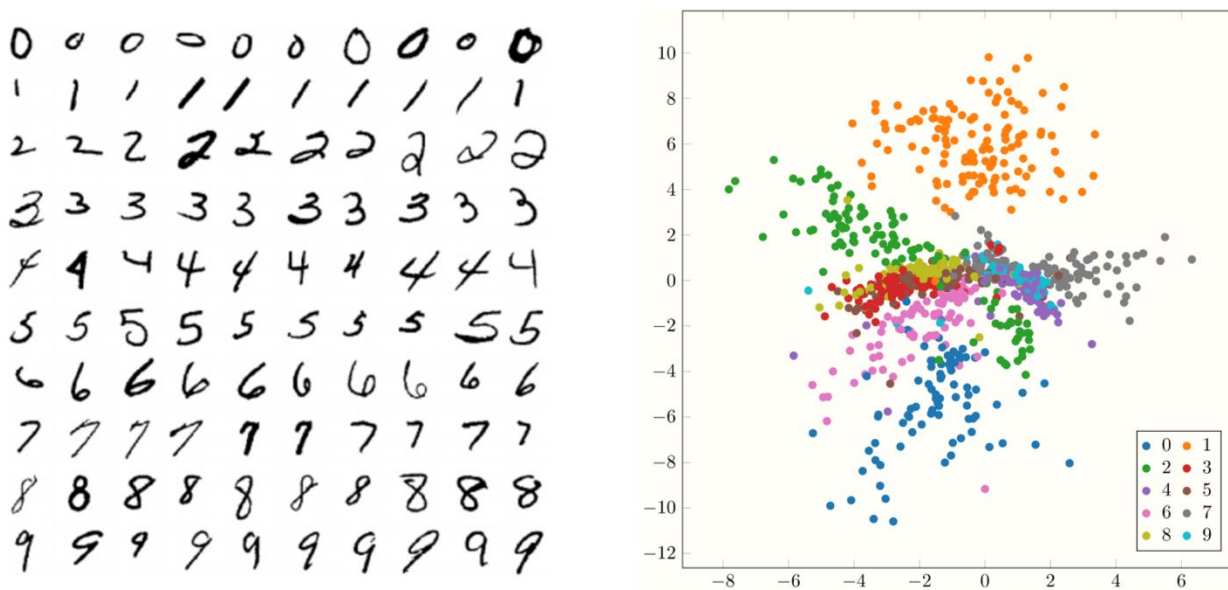 0 0 0 0 0 0 0 0 0 0
1 1 1 1 1 1 1 1 1 1
2 2 2 2 2 2 2 2 2 2
3 3 3 3 3 3 3 3 3 3
4 4 4 4 4 4 4 4 4 4
5 5 5 5 5 5 5 5 5 5
6 6 6 6 6 6 6 6 6 6
7 7 7 7 7 7 7 7 7 7
8 8 8 8 8 8 8 8 8 8
9 9 9 9 9 9 9 9 9 9
10
8
6
4
2
0
−2
−4
−6
−8
−10
−12
−8 −6 −4 −2 0 2 4 6
0 1
2 3
4 5
6 7
8 9